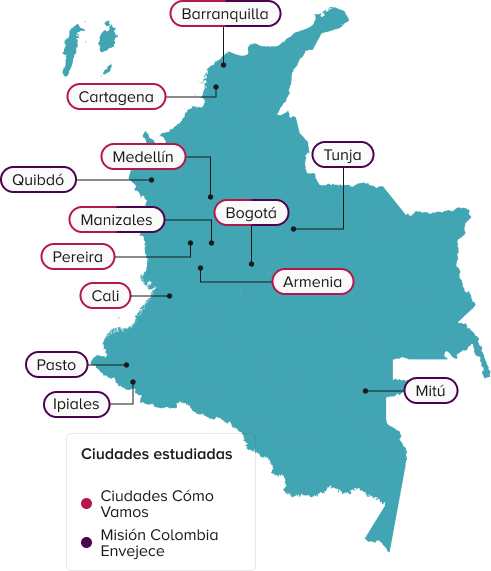 Barranquilla
Cartagena
Medellín
Tunja
Quibdó
Manizales
Bogotá
Pereira
Armenia
Cali
Pasto
Ipiales
Mitú
Ciudades estudiadas
Ciudades Cómo
Vamos
Misión Colombia
Envejece